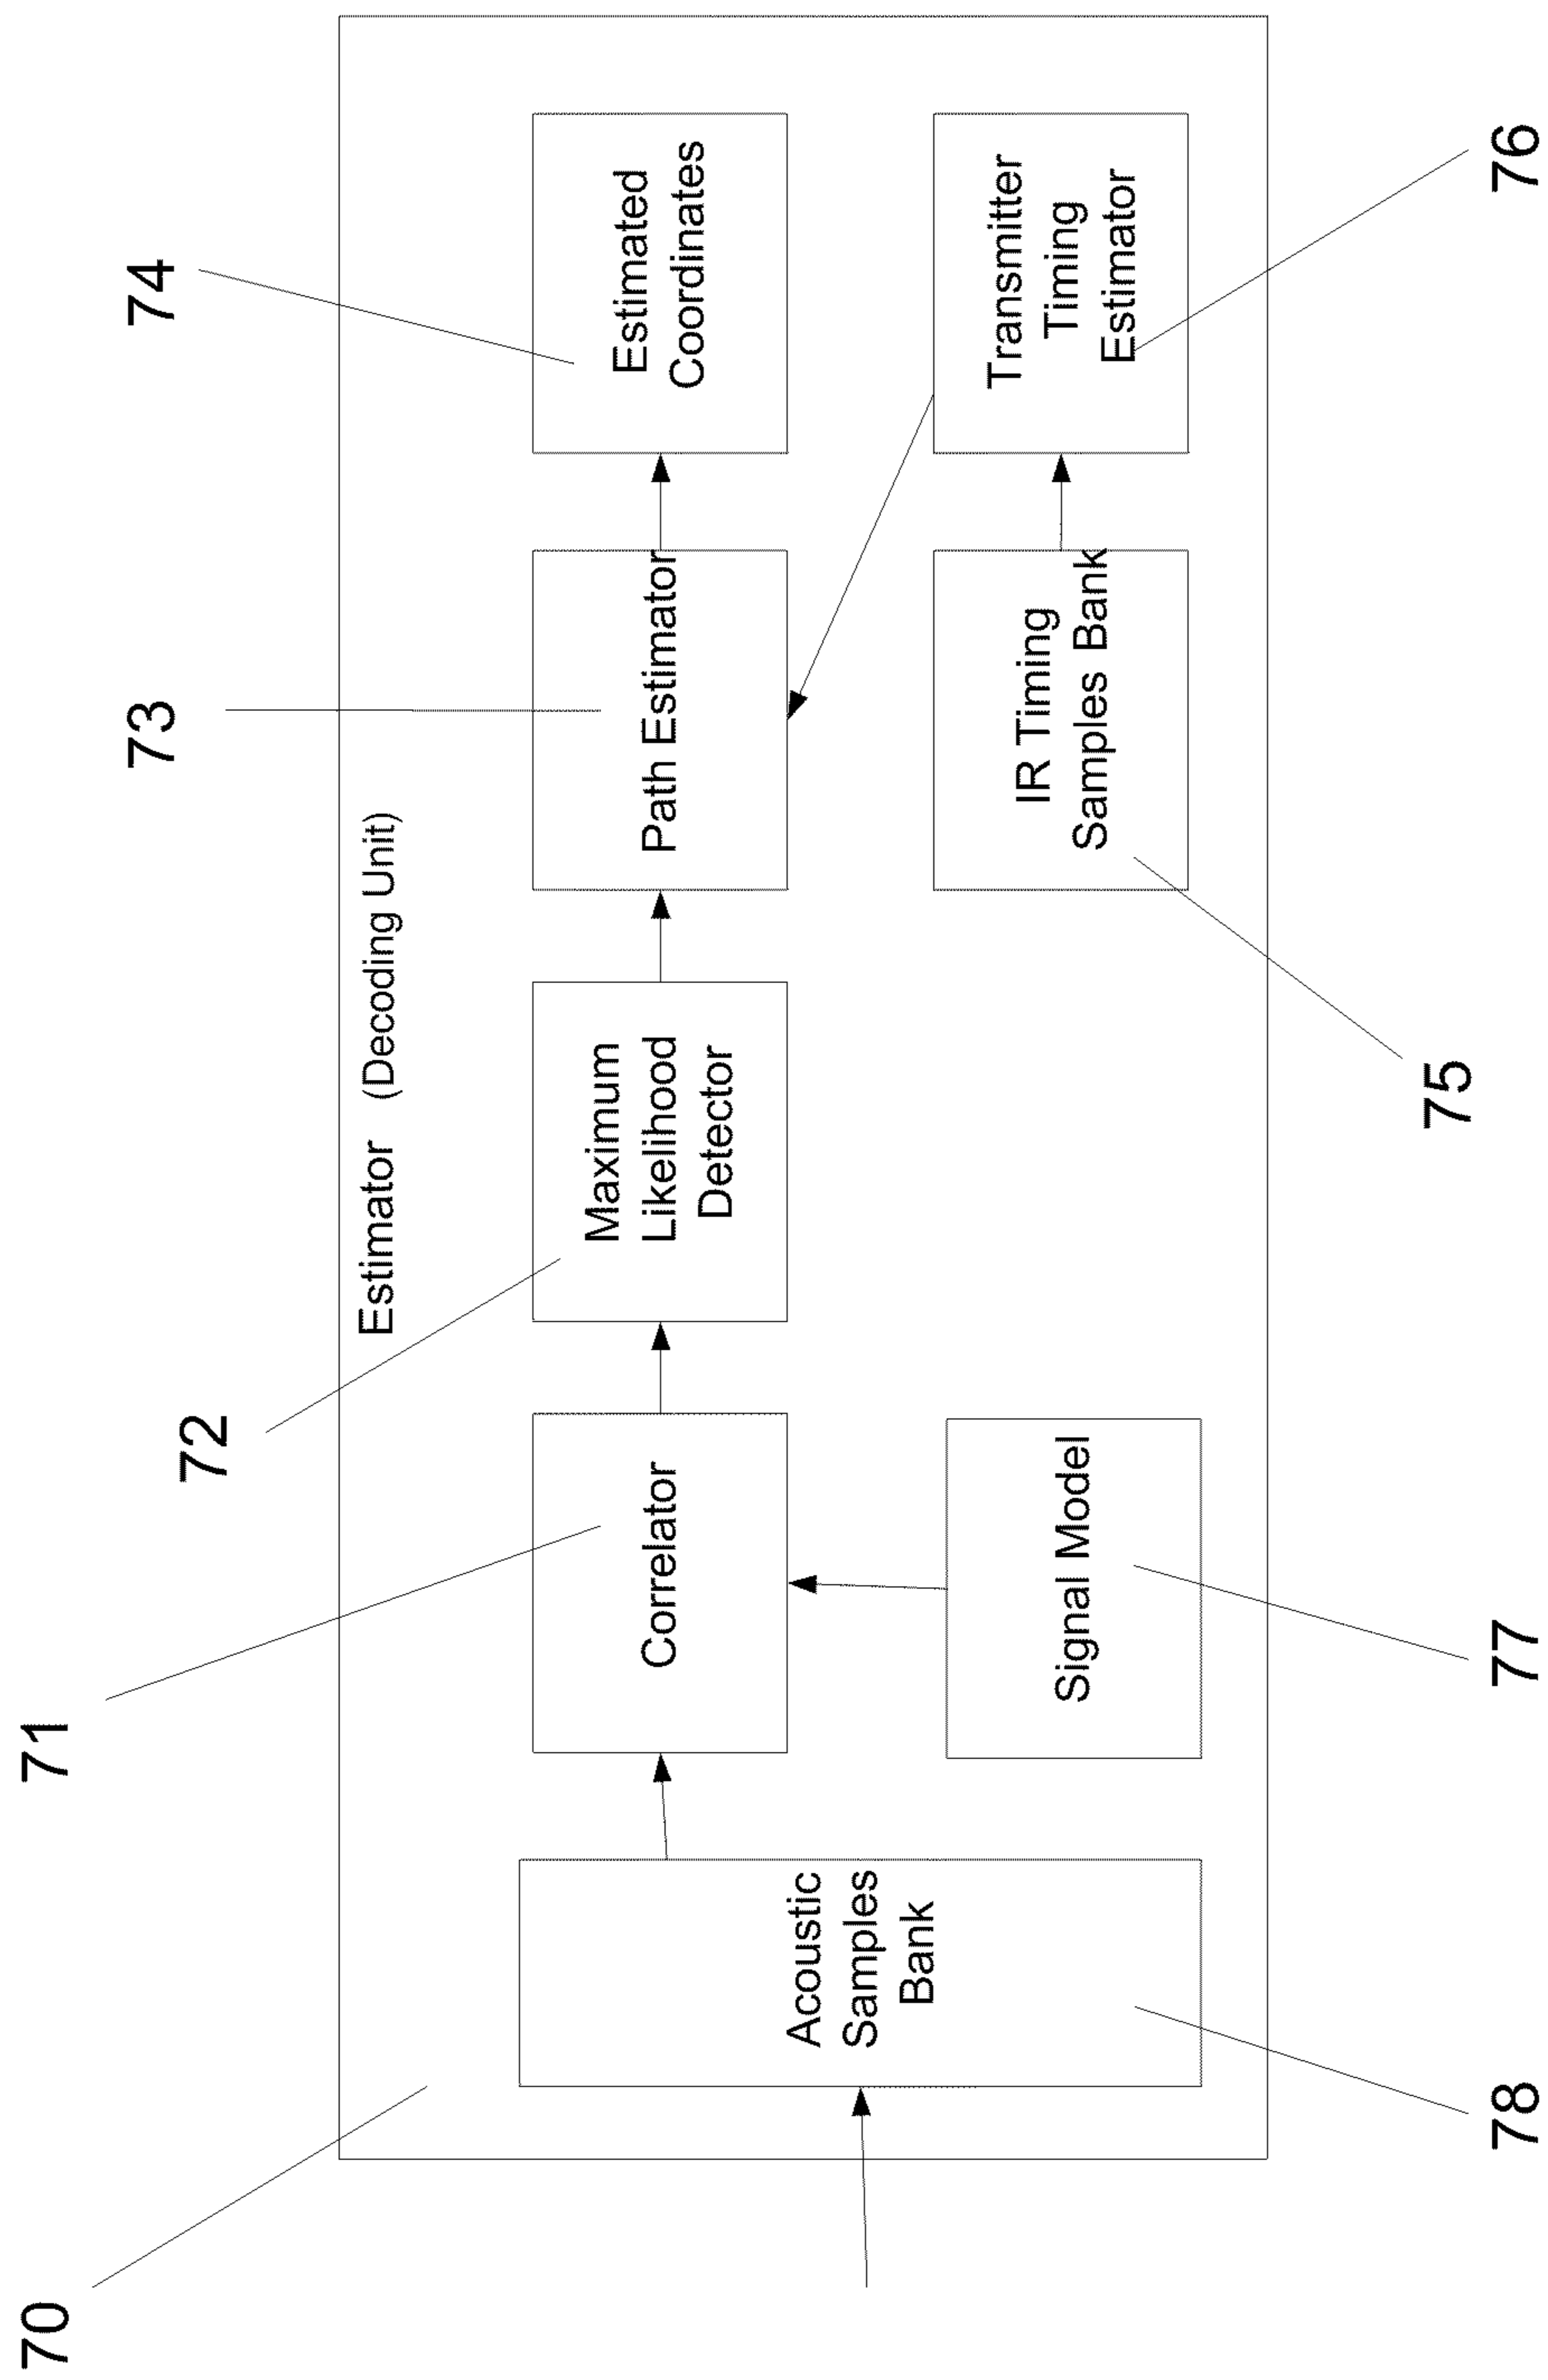 70
71
72
73
74
Estimator (Decoding Unit)
Acoustic
Samples
Bank
Correlator
Maximum
Likelihood
Detector
Path Estimator
Estimated
Coordinates
Signal Model
IR Timing
Samples Bank
Transmitter
Timing
Estimator
78
77
75
76